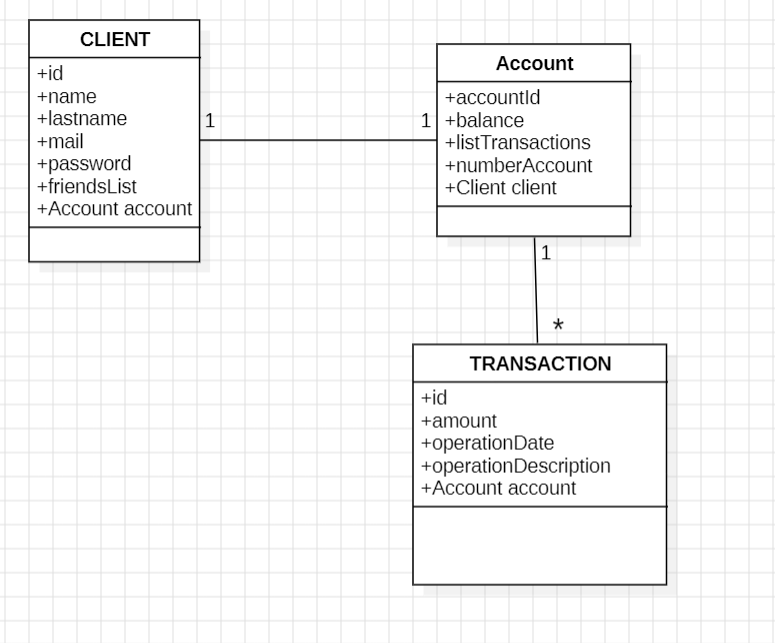 CLIENT
+id
+name
+lastname
+mail
+password
+friendsList
+Account account
1
1
Account
+accountId
+balance
+listTransactions
+numberAccount
+Client client
1
*
TRANSACTION
+id
+amount
+operationDate
+operationDescription
+Account account